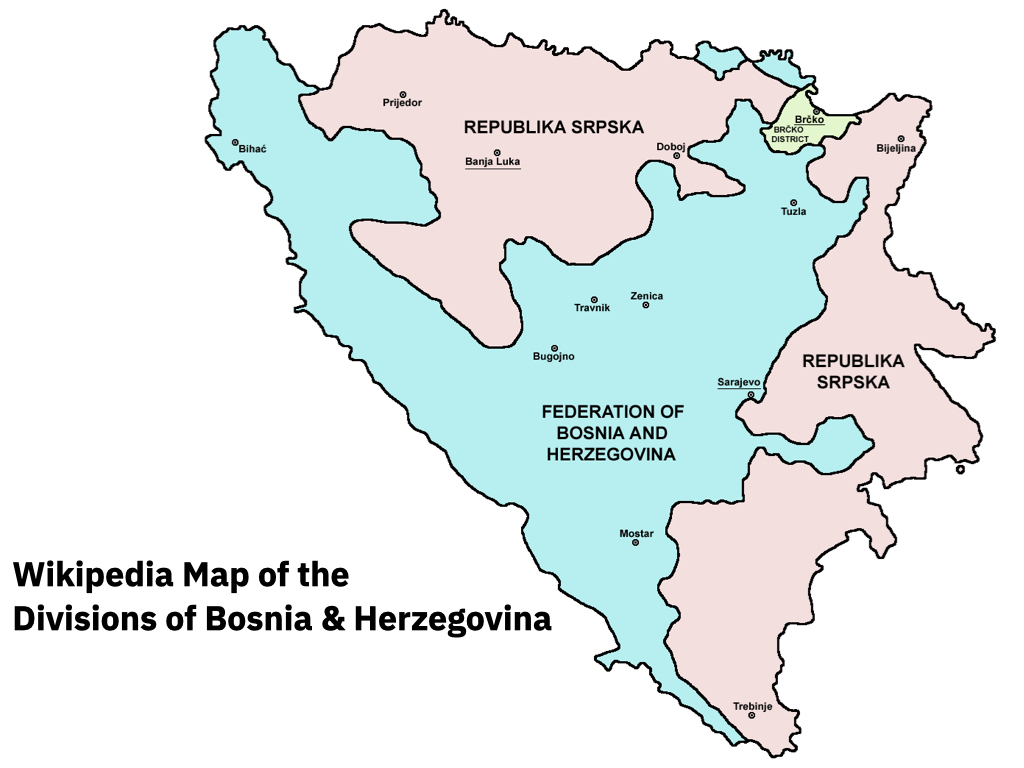 Prijedor
REPUBLIKA SRPSKA
Brčko
BRČKO
DISTRICT
Bihać
Banja Luka
Doboj
Bijeljina
Tuzla
Travnik
Zenica
Bugojno
REPUBLIKA
SRPSKA
Sarajevo
FEDERATION OF
BOSNIA AND
HERZEGOVINA
Mostar
Wikipedia Map of the
Divisions of Bosnia & Herzegovina
Trebinje